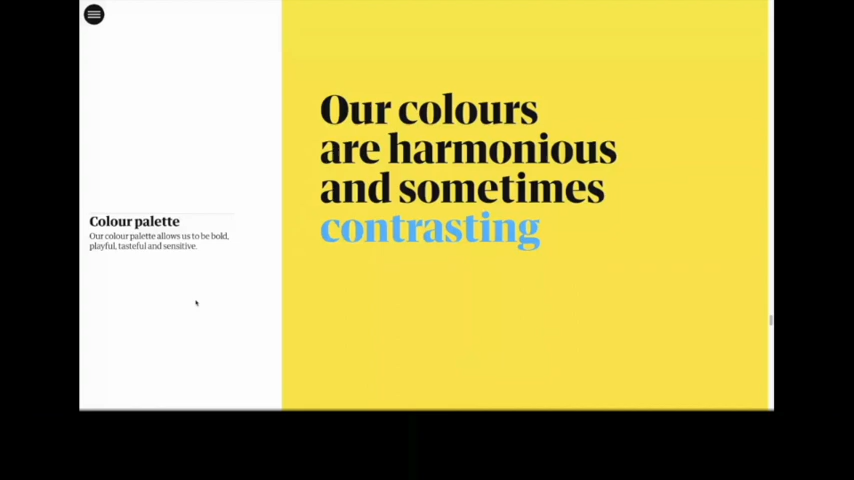 Colour palette
Our colour palette allows us to be bold,
playful, tasteful and sensitive.
Our colours
are harmonious
and sometimes
contrasting